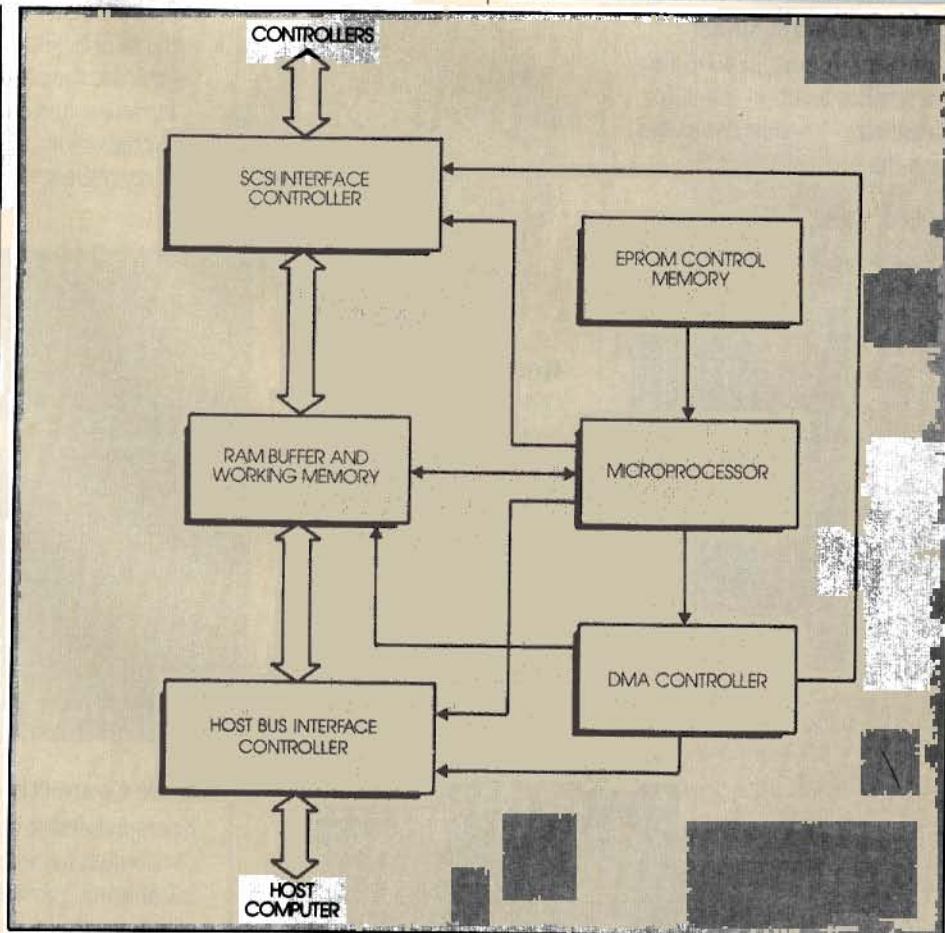 CONTROLLERS
SCSI INTERFACE
CONTROLLER
EPROM CONTROL
MEMORY
RAM BUFFER AND
WORKING MEMORY
MICROPROCESSOR
DMA CONTROLLER
HOST BUS INTERFACE
CONTROLLER
HOST
COMPUTER